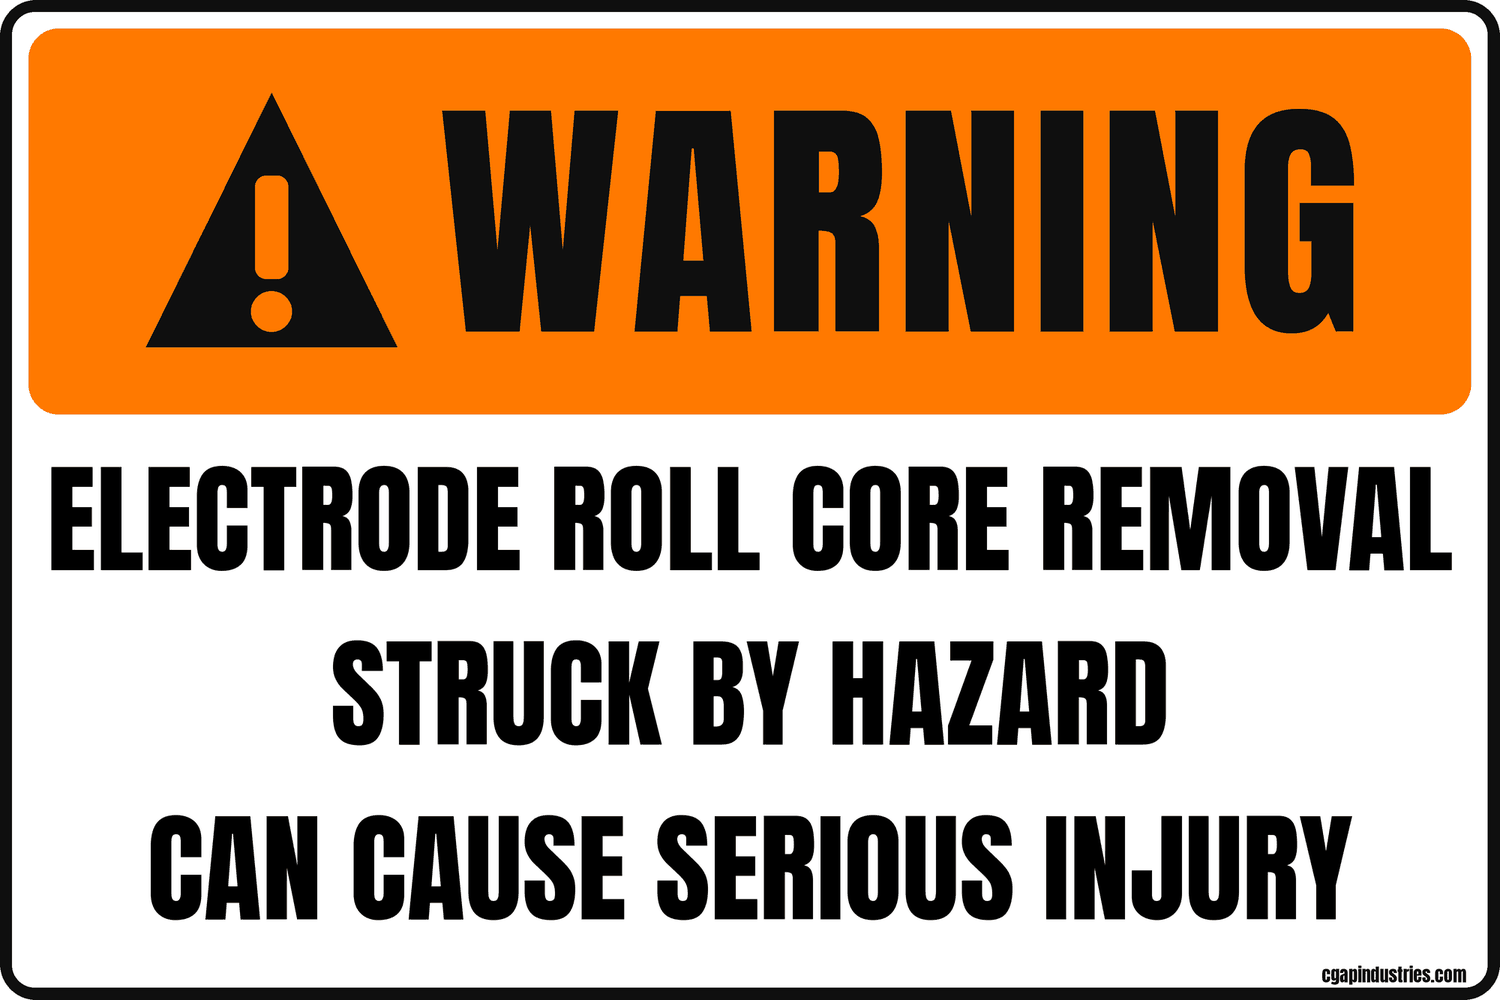 WARNING
ELECTRODE ROLL CORE REMOVAL
STRUCK BY HAZARD
CAN CAUSE SERIOUS INJURY
cgapindustries.com